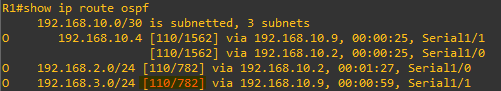 R1#show ip route ospf
     192.168.10.0/30 is subnetted, 3 subnets
O       192.168.10.4 [110/1562] via 192.168.10.9, 00:00:25, Serial1/1
                     [110/1562] via 192.168.10.2, 00:00:25, Serial1/0
O    192.168.2.0/24 [110/782] via 192.168.10.2, 00:01:27, Serial1/0
O    192.168.3.0/24 [110/782] via 192.168.10.9, 00:00:59, Serial1/1